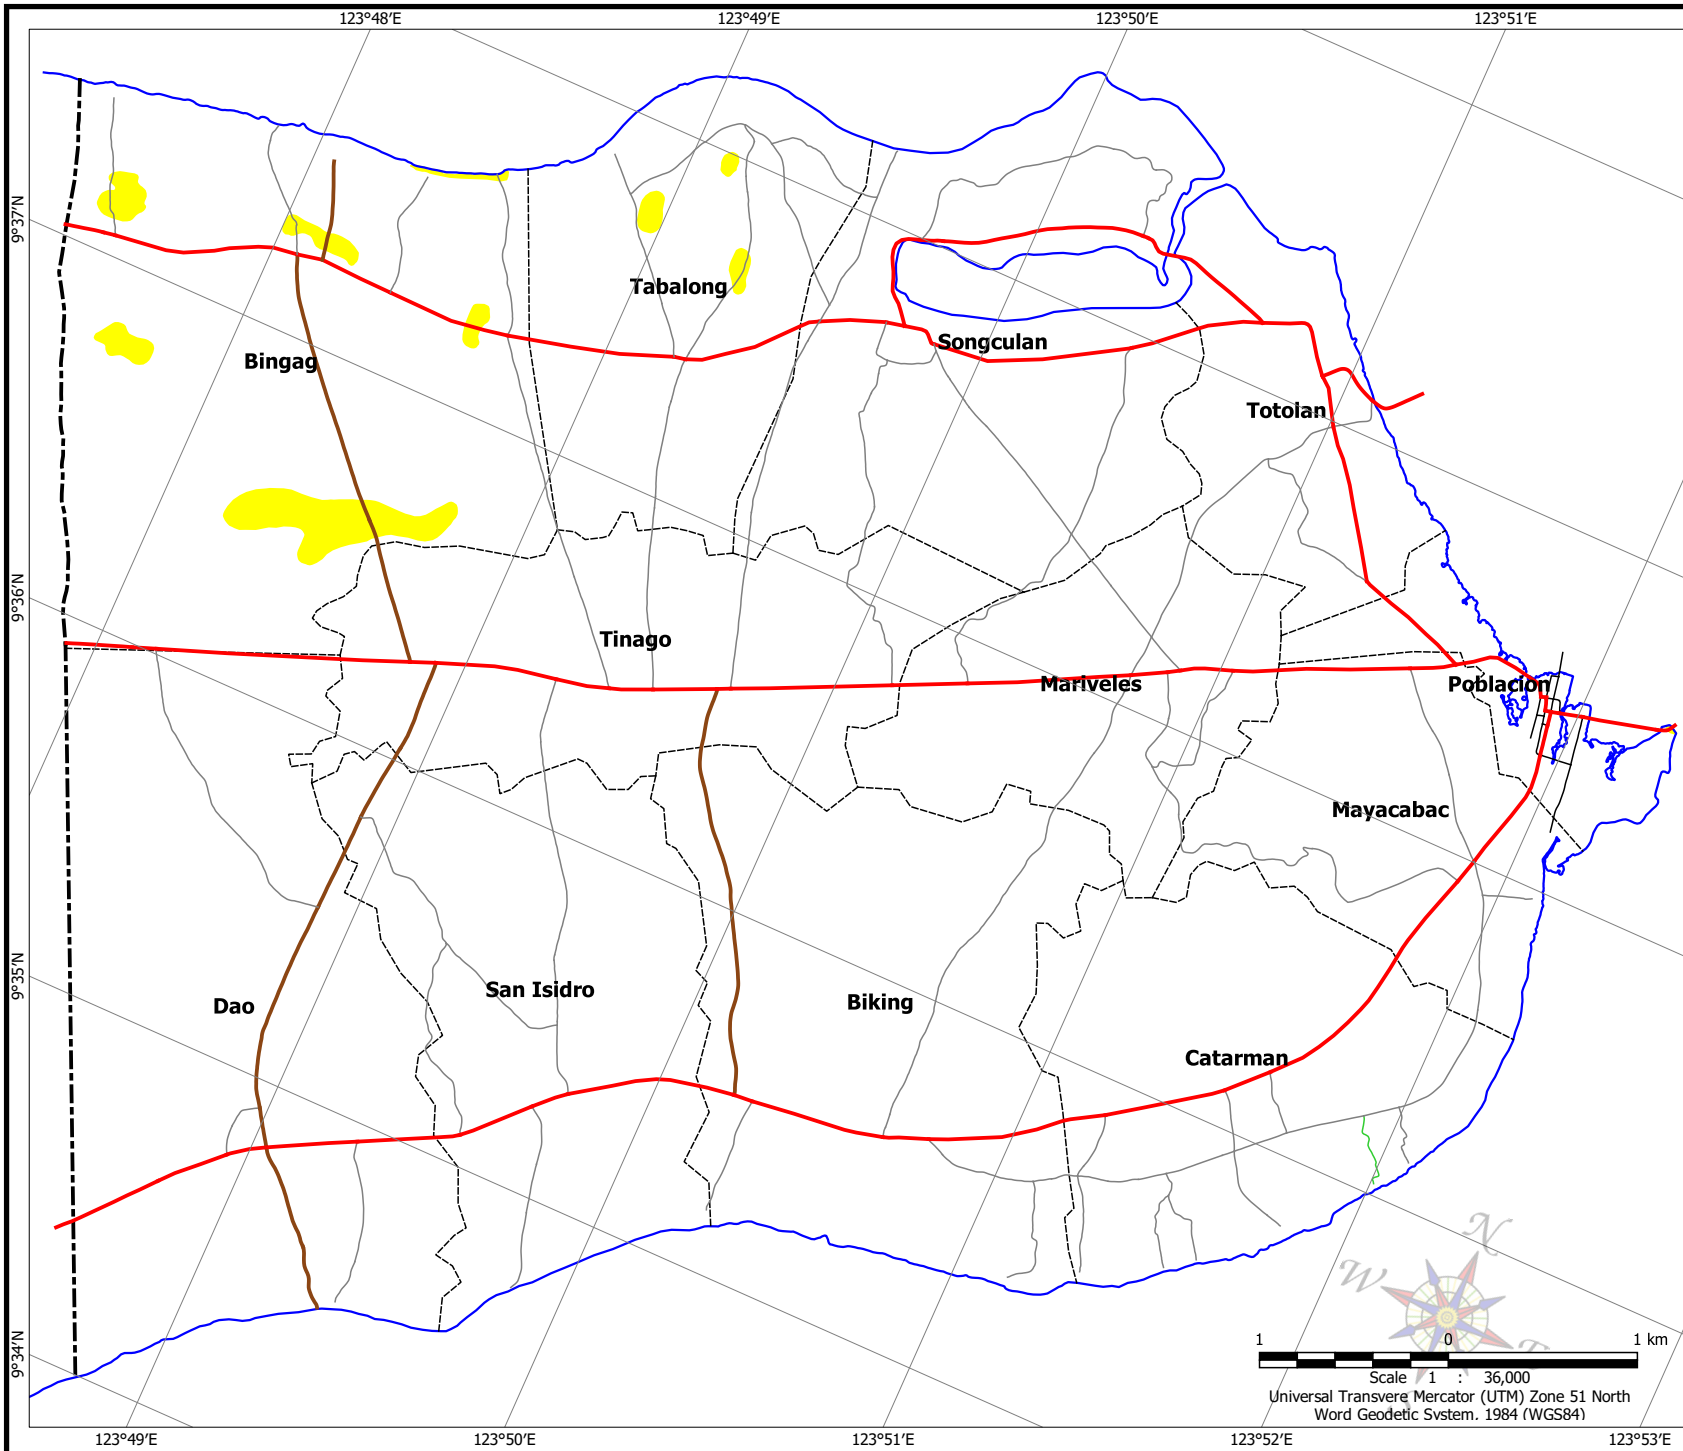 123°48'E
123°49'E
123°50'E
123°51'E
9°37'N
Tabalong
Songculan
Bingag
Totolan
9°36'N
Tinago
Mariveles
Poblacion
Mayacabac
9°35'N
San Isidro
Biking
Dao
Catarman
N
W
E
9°34'N
1 0 1 km
Scale 1 : 36,000
Universal Transvere Mercator (UTM) Zone 51 North
Word Geodetic System, 1984 (WGS84)
123°49'E
123°50'E
123°51'E
123°52'E
123°53'E